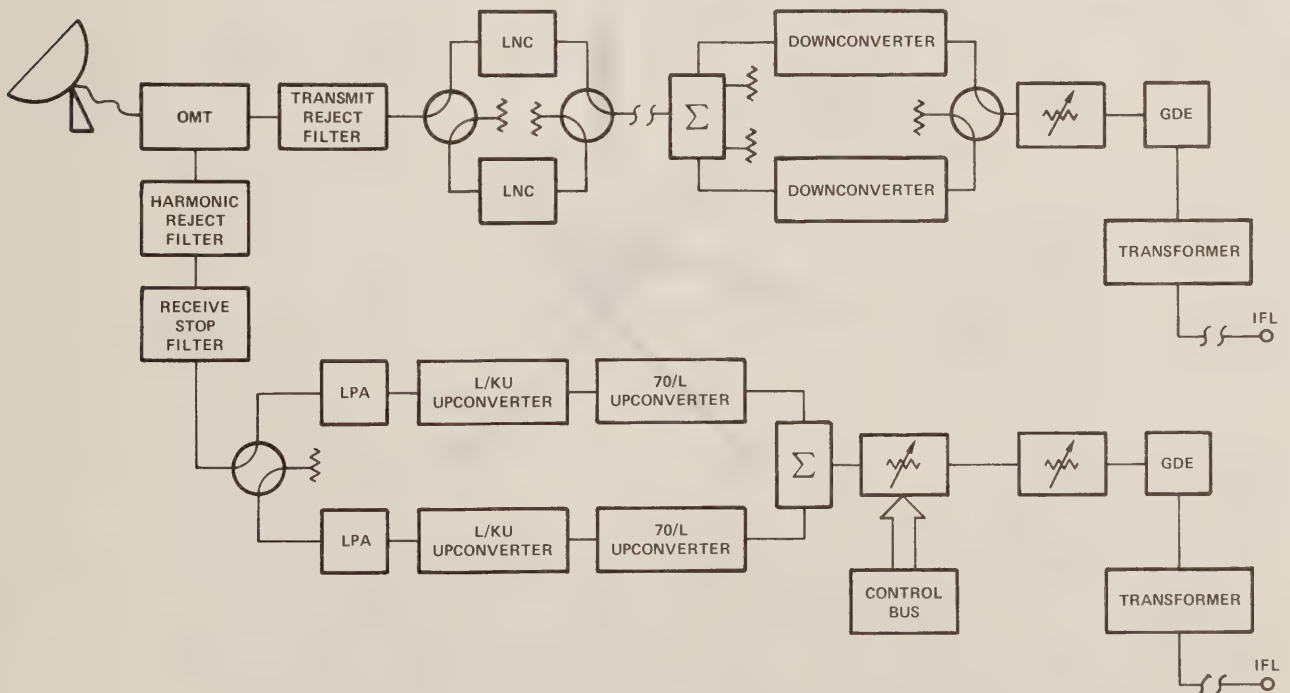 LNC
DOWNCONVERTER
OMT
TRANSMIT
REJECT
FILTER
Σ
GDE
LNC
DOWNCONVERTER
HARMONIC
REJECT
FILTER
TRANSFORMER
RECEIVE
STOP
FILTER
IFL
LPA
L/KU
UPCONVERTER
70/L
UPCONVERTER
Σ
GDE
LPA
L/KU
UPCONVERTER
70/L
UPCONVERTER
CONTROL
BUS
TRANSFORMER
IFL